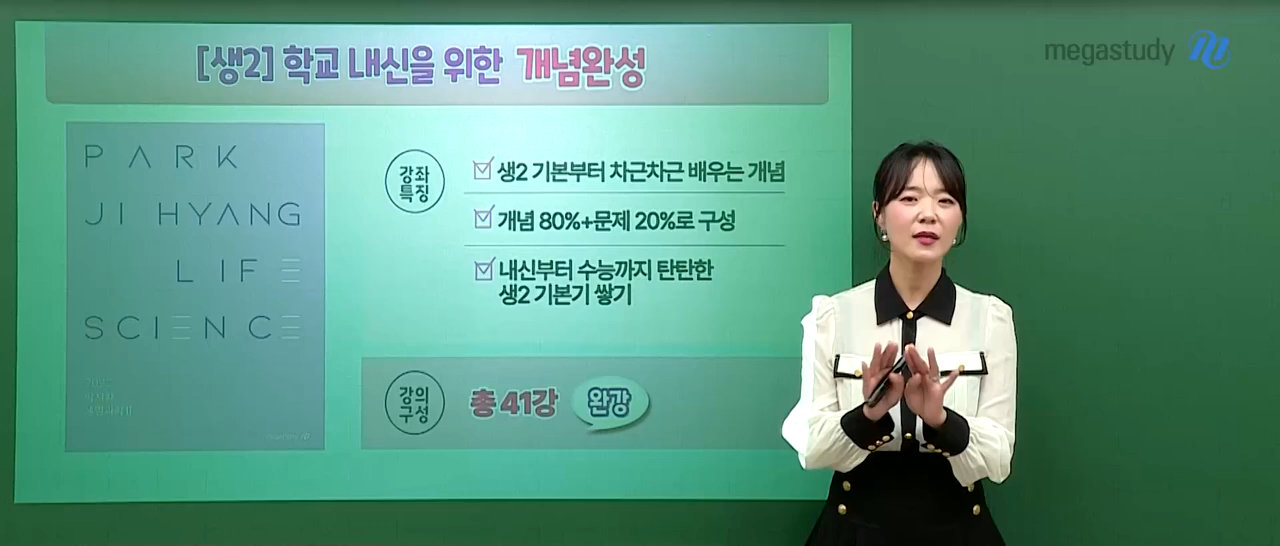 [생2] 학교 내신을 위한 개념완성
megastudy
PARK
JI HYANG
LIFE
SCIENCE
강좌
특징
생2 기본부터 차근차근 배우는 개념
개념 80%+문제 20%로 구성
내신부터 수능까지 탄탄한
생2 기본기 쌓기
강의
구성
총 41강
완강